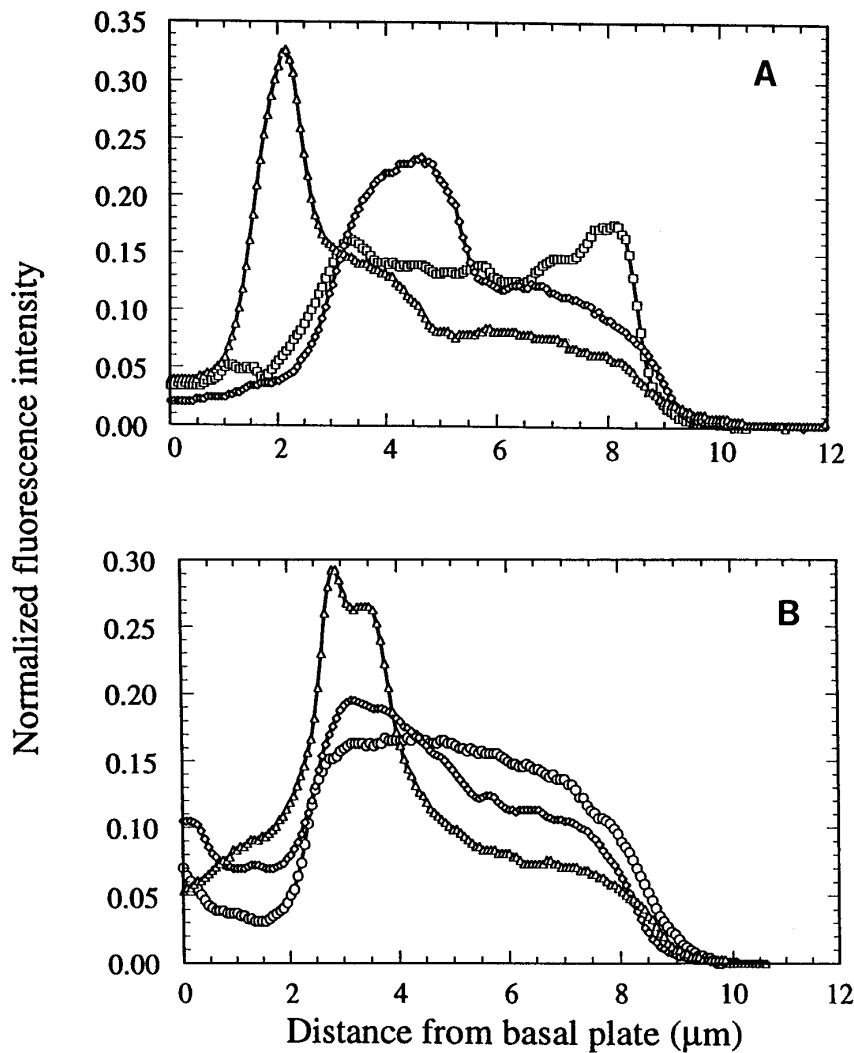 0.35
0.30
0.25
0.20
0.15
0.10
0.05
0.00
A
0 2 4 6 8 10 12
Normalized fluorescence intensity
0.30
0.25
0.20
0.15
0.10
0.05
0.00
B
0 2 4 6 8 10 12
Distance from basal plate (μm)